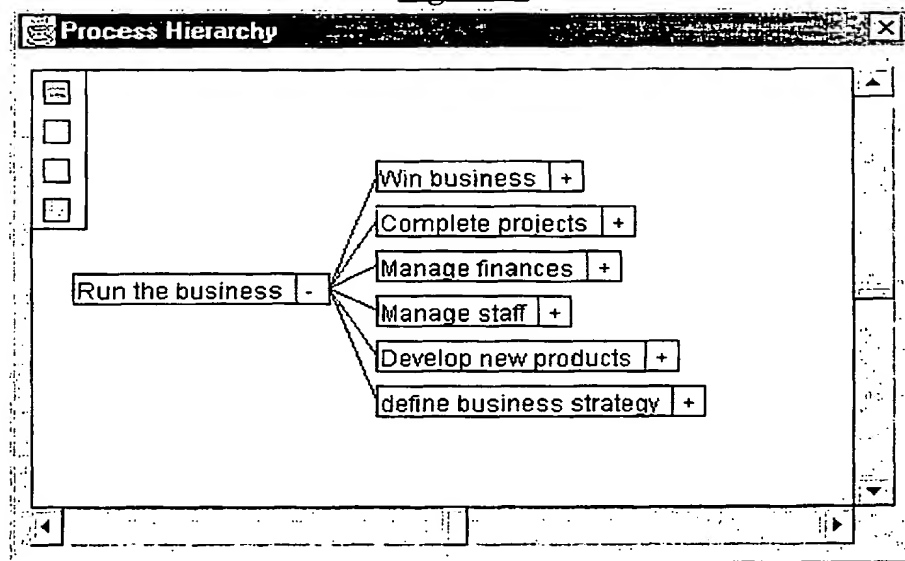 Process Hierarchy
Win business +
Complete projects +
Manage finances +
Run the business -
Manage staff +
Develop new products +
define business strategy +